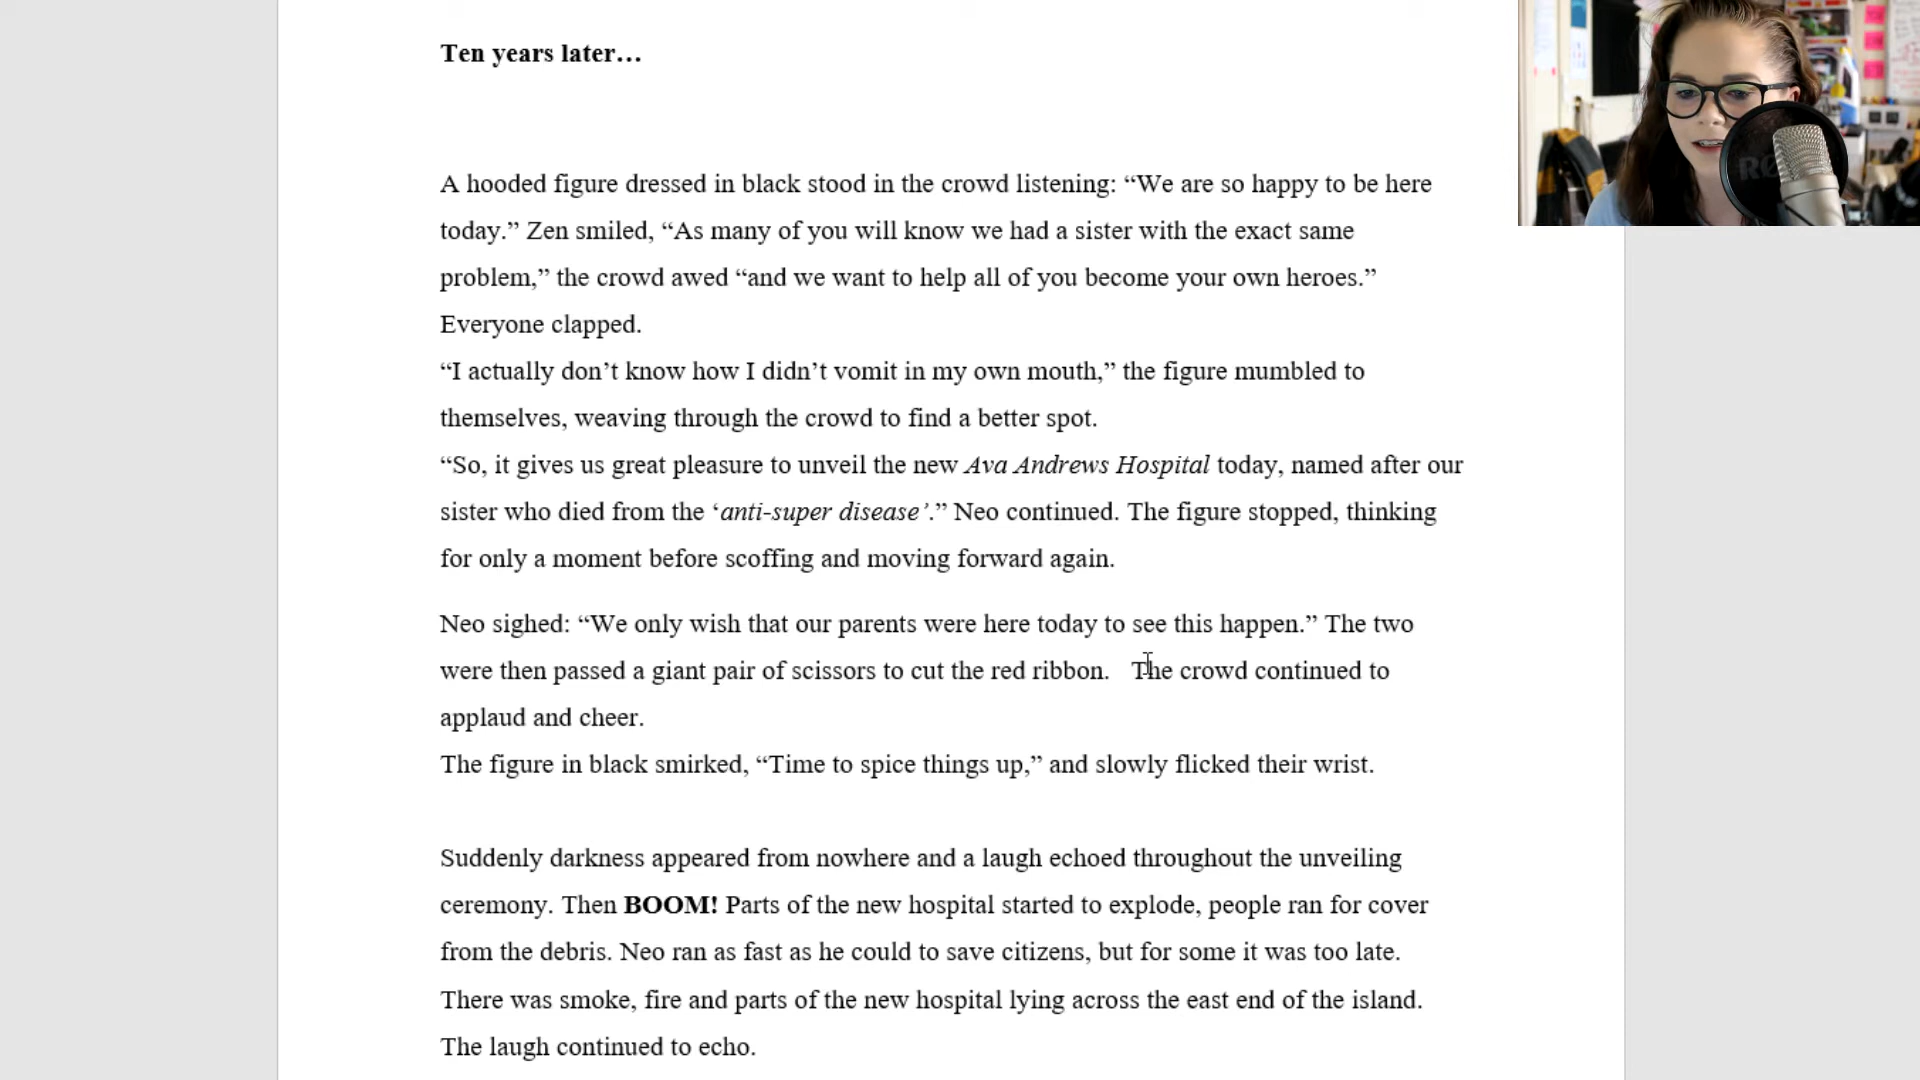 Ten years later…
A hooded figure dressed in black stood in the crowd listening: “We are so happy to be here
today.” Zen smiled, “As many of you will know we had a sister with the exact same
problem,” the crowd awed “and we want to help all of you become your own heroes.”
Everyone clapped.
“I actually don’t know how I didn’t vomit in my own mouth,” the figure mumbled to
themselves, weaving through the crowd to find a better spot.
“So, it gives us great pleasure to unveil the new Ava Andrews Hospital today, named after our
sister who died from the ‘anti-super disease’.” Neo continued. The figure stopped, thinking
for only a moment before scoffing and moving forward again.
Neo sighed: “We only wish that our parents were here today to see this happen.” The two
were then passed a giant pair of scissors to cut the red ribbon.   The crowd continued to
applaud and cheer.
The figure in black smirked, “Time to spice things up,” and slowly flicked their wrist.
Suddenly darkness appeared from nowhere and a laugh echoed throughout the unveiling
ceremony. Then BOOM! Parts of the new hospital started to explode, people ran for cover
from the debris. Neo ran as fast as he could to save citizens, but for some it was too late.
There was smoke, fire and parts of the new hospital lying across the east end of the island.
The laugh continued to echo.